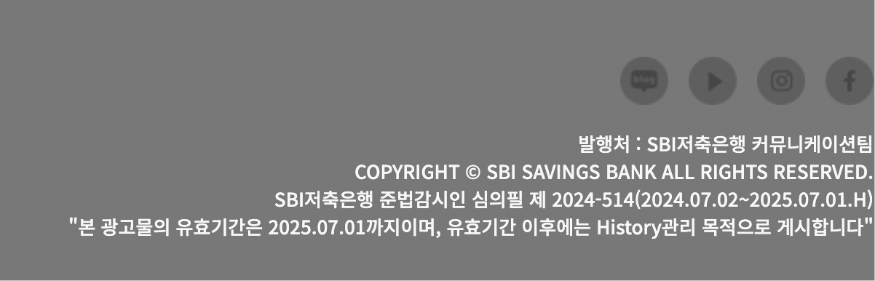 blog
발행처 : SBI저축은행 커뮤니케이션팀
COPYRIGHT © SBI SAVINGS BANK ALL RIGHTS RESERVED.
SBI저축은행 준법감시인 심의필 제 2024-514(2024.07.02~2025.07.01.H)
"본 광고물의 유효기간은 2025.07.01까지이며, 유효기간 이후에는 History관리 목적으로 게시합니다"